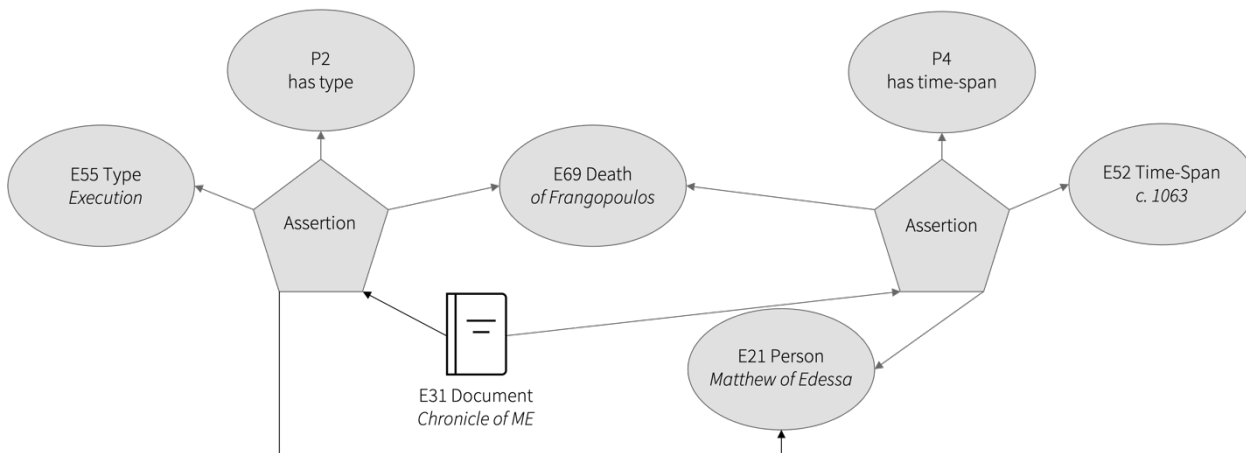 P2
has type
P4
has time-span
E55 Type
Execution
E69 Death
of Frangopoulos
E52 Time-Span
c. 1063
Assertion
Assertion
E21 Person
Matthew of Edessa
E31 Document
Chronicle of ME